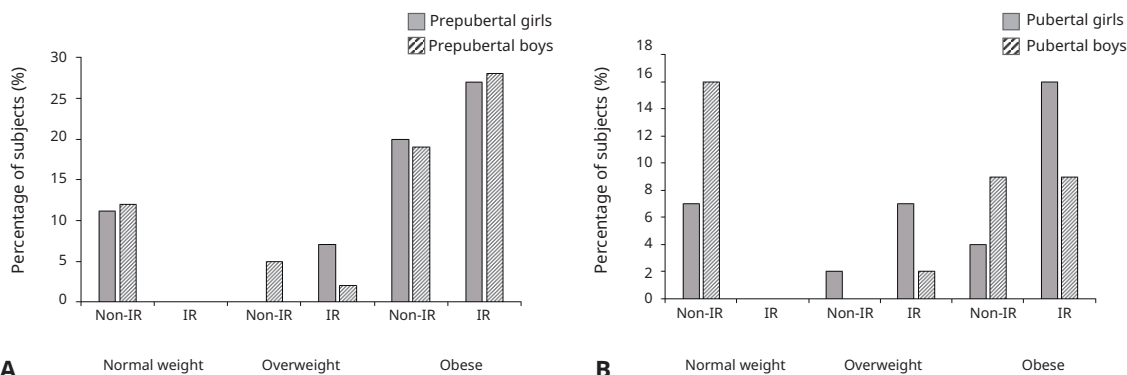 Prepubertal girls
Prepubertal boys
Percentage of subjects (%)
30
25
20
15
10
5
0
Non-IR IR Non-IR IR Non-IR IR
Normal weight Overweight Obese
A
Pubertal girls
Pubertal boys
Percentage of subjects (%)
18
16
14
12
10
8
6
4
2
0
Non-IR IR Non-IR IR Non-IR IR
Normal weight Overweight Obese
B